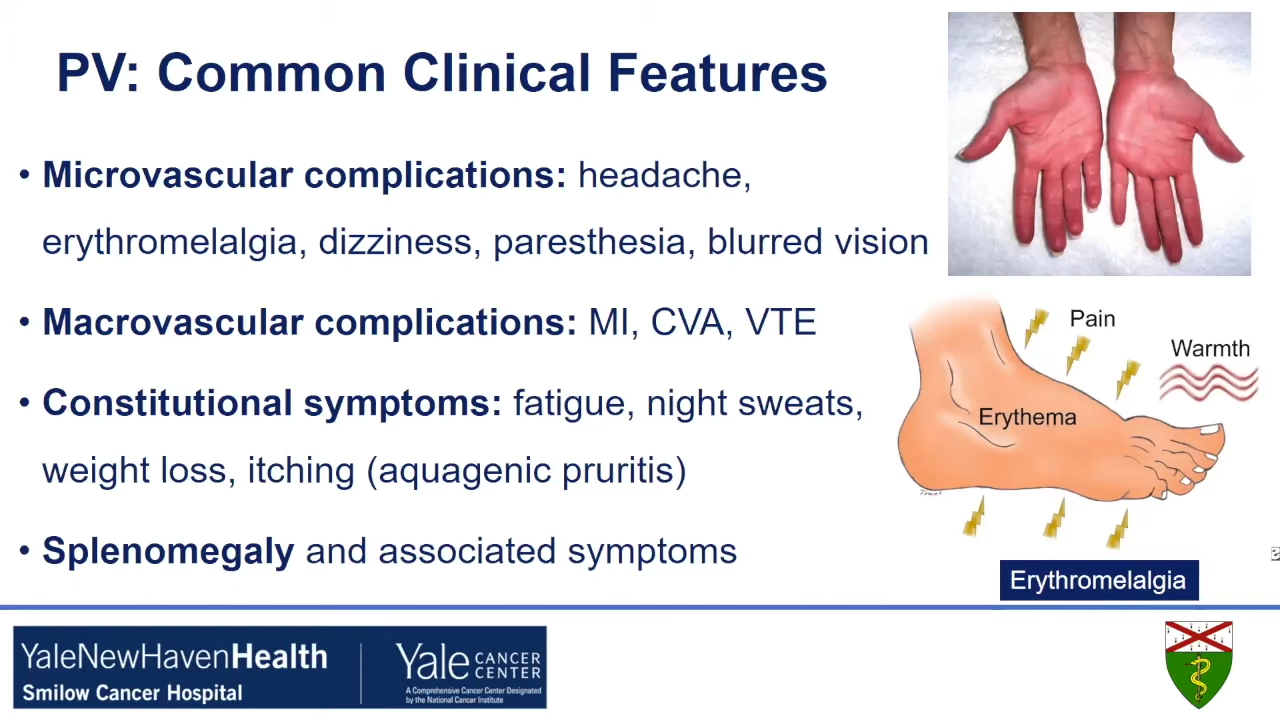 PV: Common Clinical Features
• Microvascular complications: headache,
erythromelalgia, dizziness, paresthesia, blurred vision
• Macrovascular complications: MI, CVA, VTE
• Constitutional symptoms: fatigue, night sweats,
weight loss, itching (aquagenic pruritis)
• Splenomegaly and associated symptoms
Pain
Warmth
Erythema
Erythromelalgia
YaleNewHavenHealth
Smilow Cancer Hospital
Yale CANCER
CENTER
A Comprehensive Cancer Center Designated
by the National Cancer Institute